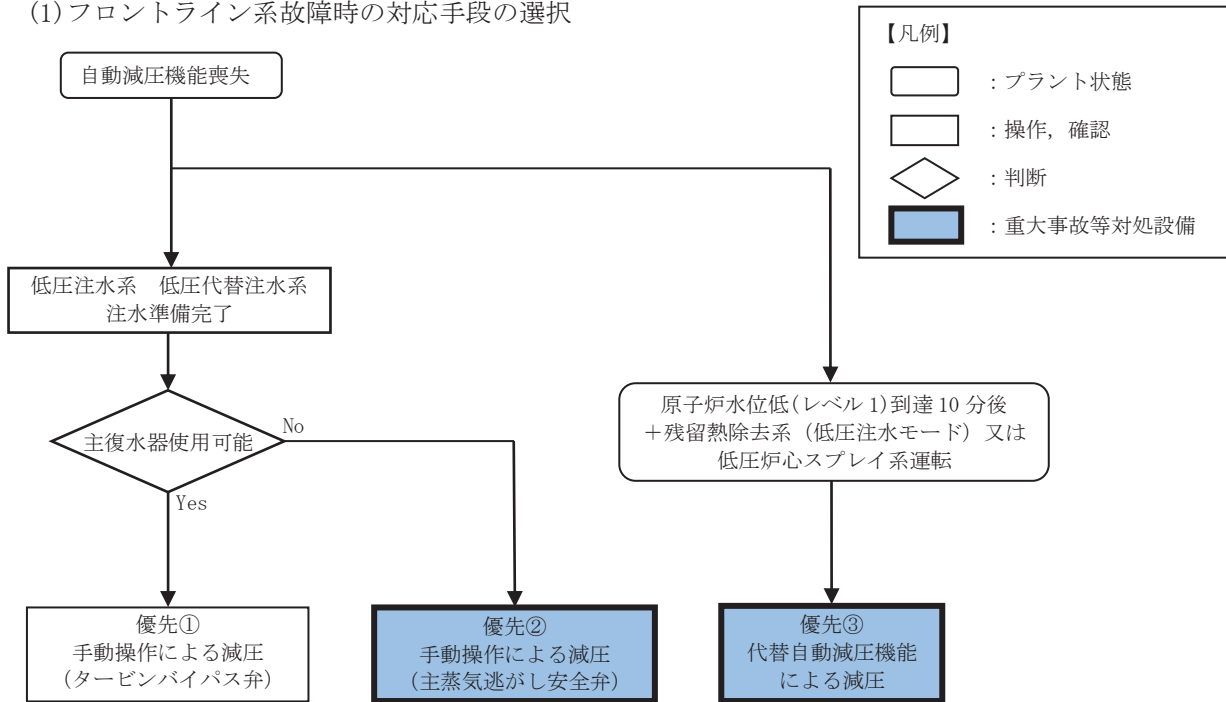 (1)フロントライン系故障時の対応手段の選択
【凡例】
：プラント状態
：操作，確認
：判断
：重大事故等対処設備
自動減圧機能喪失
低圧注水系　低圧代替注水系
注水準備完了
主復水器使用可能
No
Yes
原子炉水位低(レベル 1)到達 10 分後
＋残留熱除去系（低圧注水モード）又は
低圧炉心スプレイ系運転
優先①
手動操作による減圧
（タービンバイパス弁）
優先②
手動操作による減圧
（主蒸気逃がし安全弁）
優先③
代替自動減圧機能
による減圧